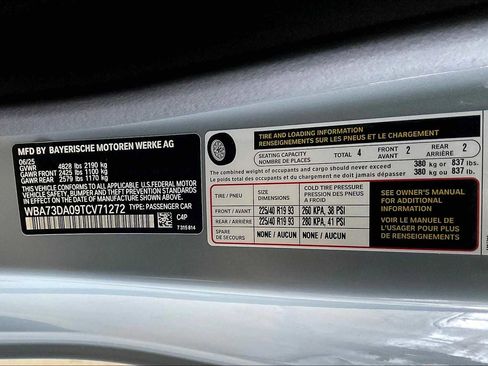 MFD BY BAYERISCHE MOTOREN WERKE AG
06/25
GVWR 4828 lbs 2190 kg
GAWR FRONT 2425 lbs 1100 kg
GAWR REAR 2579 lbs 1170 kg
THIS VEHICLE CONFORMS TO ALL APPLICABLE U.S. FEDERAL MOTOR
VEHICLE SAFETY, BUMPER, AND THEFT PREVENTION STANDARDS
IN EFFECT ON THE DATE OF MANUFACTURE SHOWN ABOVE.
WBA73DA09TCV71272
TYPE: PASSENGER CAR
C4P
7 315 814
TIRE AND LOADING INFORMATION
RENSEIGNEMENTS SUR LES PNEUS ET LE CHARGEMENT
SEATING CAPACITY
NOMBRE DE PLACES
TOTAL 4
FRONT
AVANT 2
REAR
ARRIÈRE 2
The combined weight of occupants and cargo should never exceed 380 kg or 837 lbs.
Le poids total des occupants et du chargement ne doit jamais dépasser 380 kg ou 837 lb.
TIRE / PNEU
SIZE
DIMENSIONS
COLD TIRE PRESSURE
PRESSION DES PNEUS
A FROID
FRONT / AVANT 225/40 R19 93 260 KPA, 38 PSI
REAR / ARRIÈRE 225/40 R19 93 280 KPA, 41 PSI
SPARE
DE SECOURS
NONE / AUCUN NONE / AUCUN
SEE OWNER'S MANUAL
FOR ADDITIONAL
INFORMATION
VOIR LE MANUEL DE
L'USAGER POUR PLUS
DE RENSEIGNEMENTS